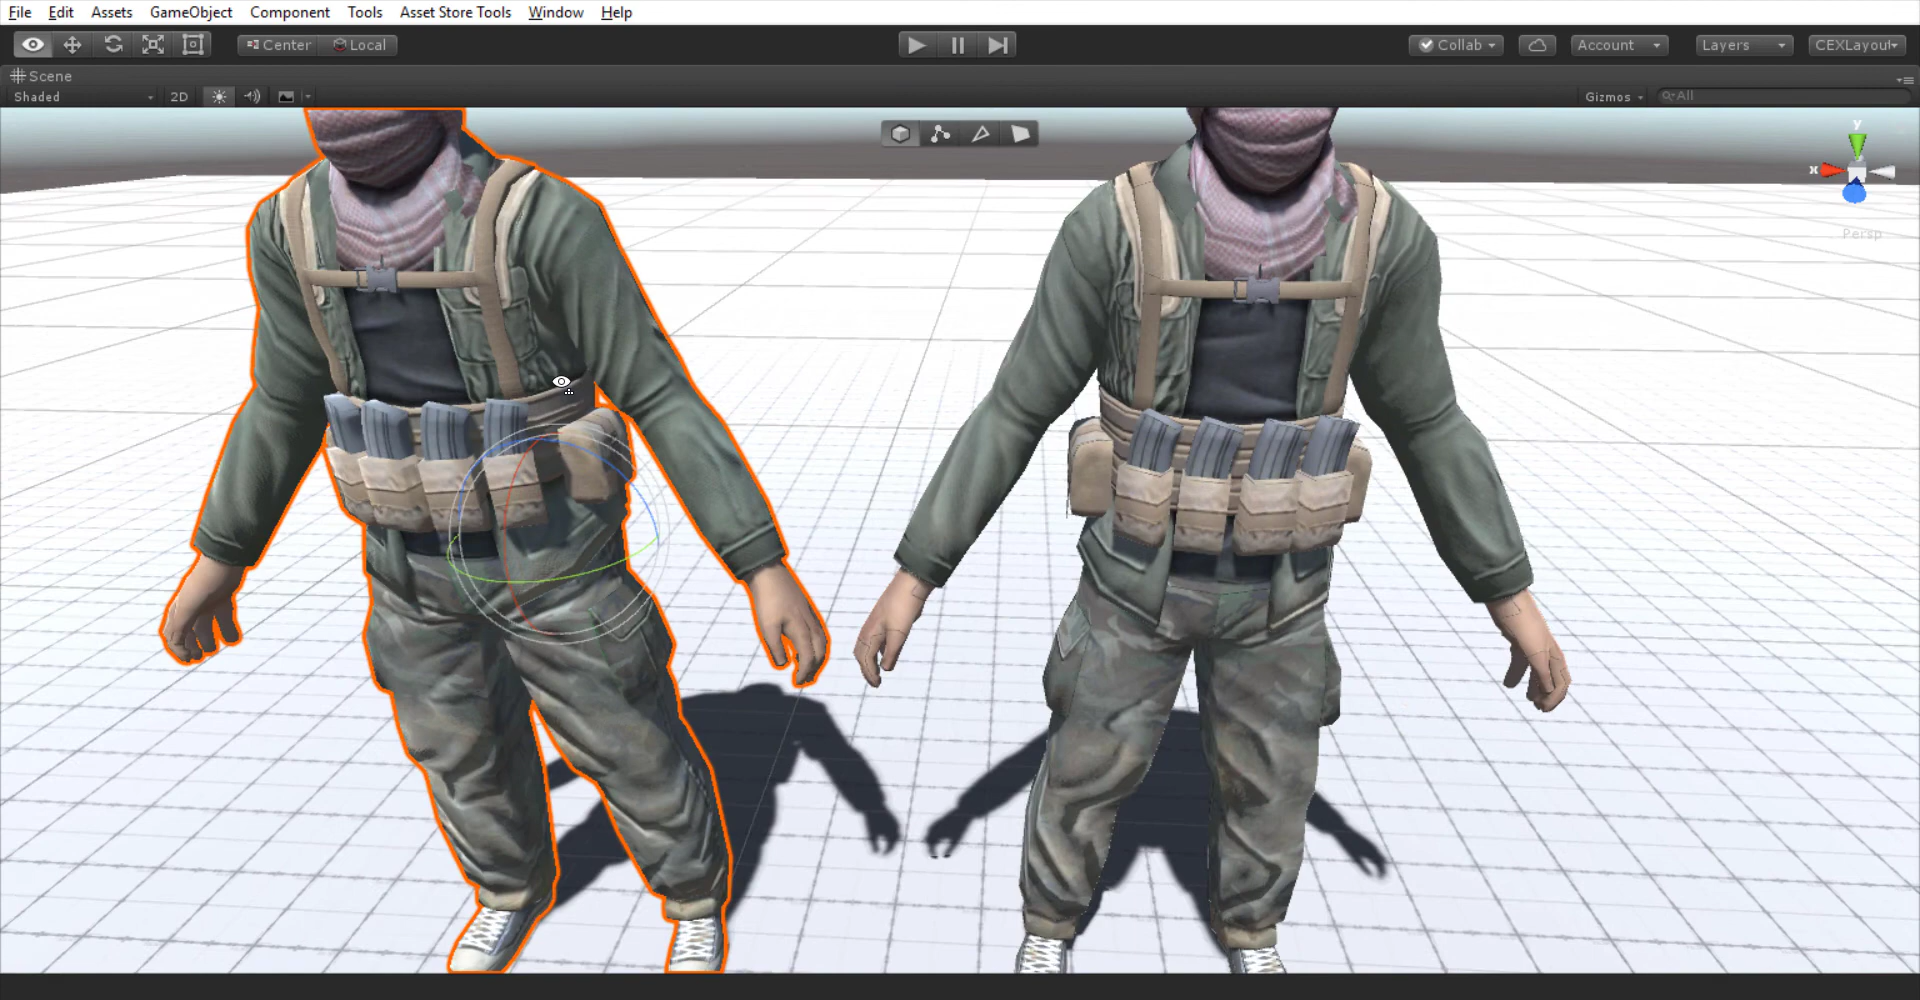 File Edit Assets GameObject Component Tools Asset Store Tools Window Help
Center Local Collab Account Layers CEXLayout
Scene
Shaded 2D Gizmos All
y
x
Persp